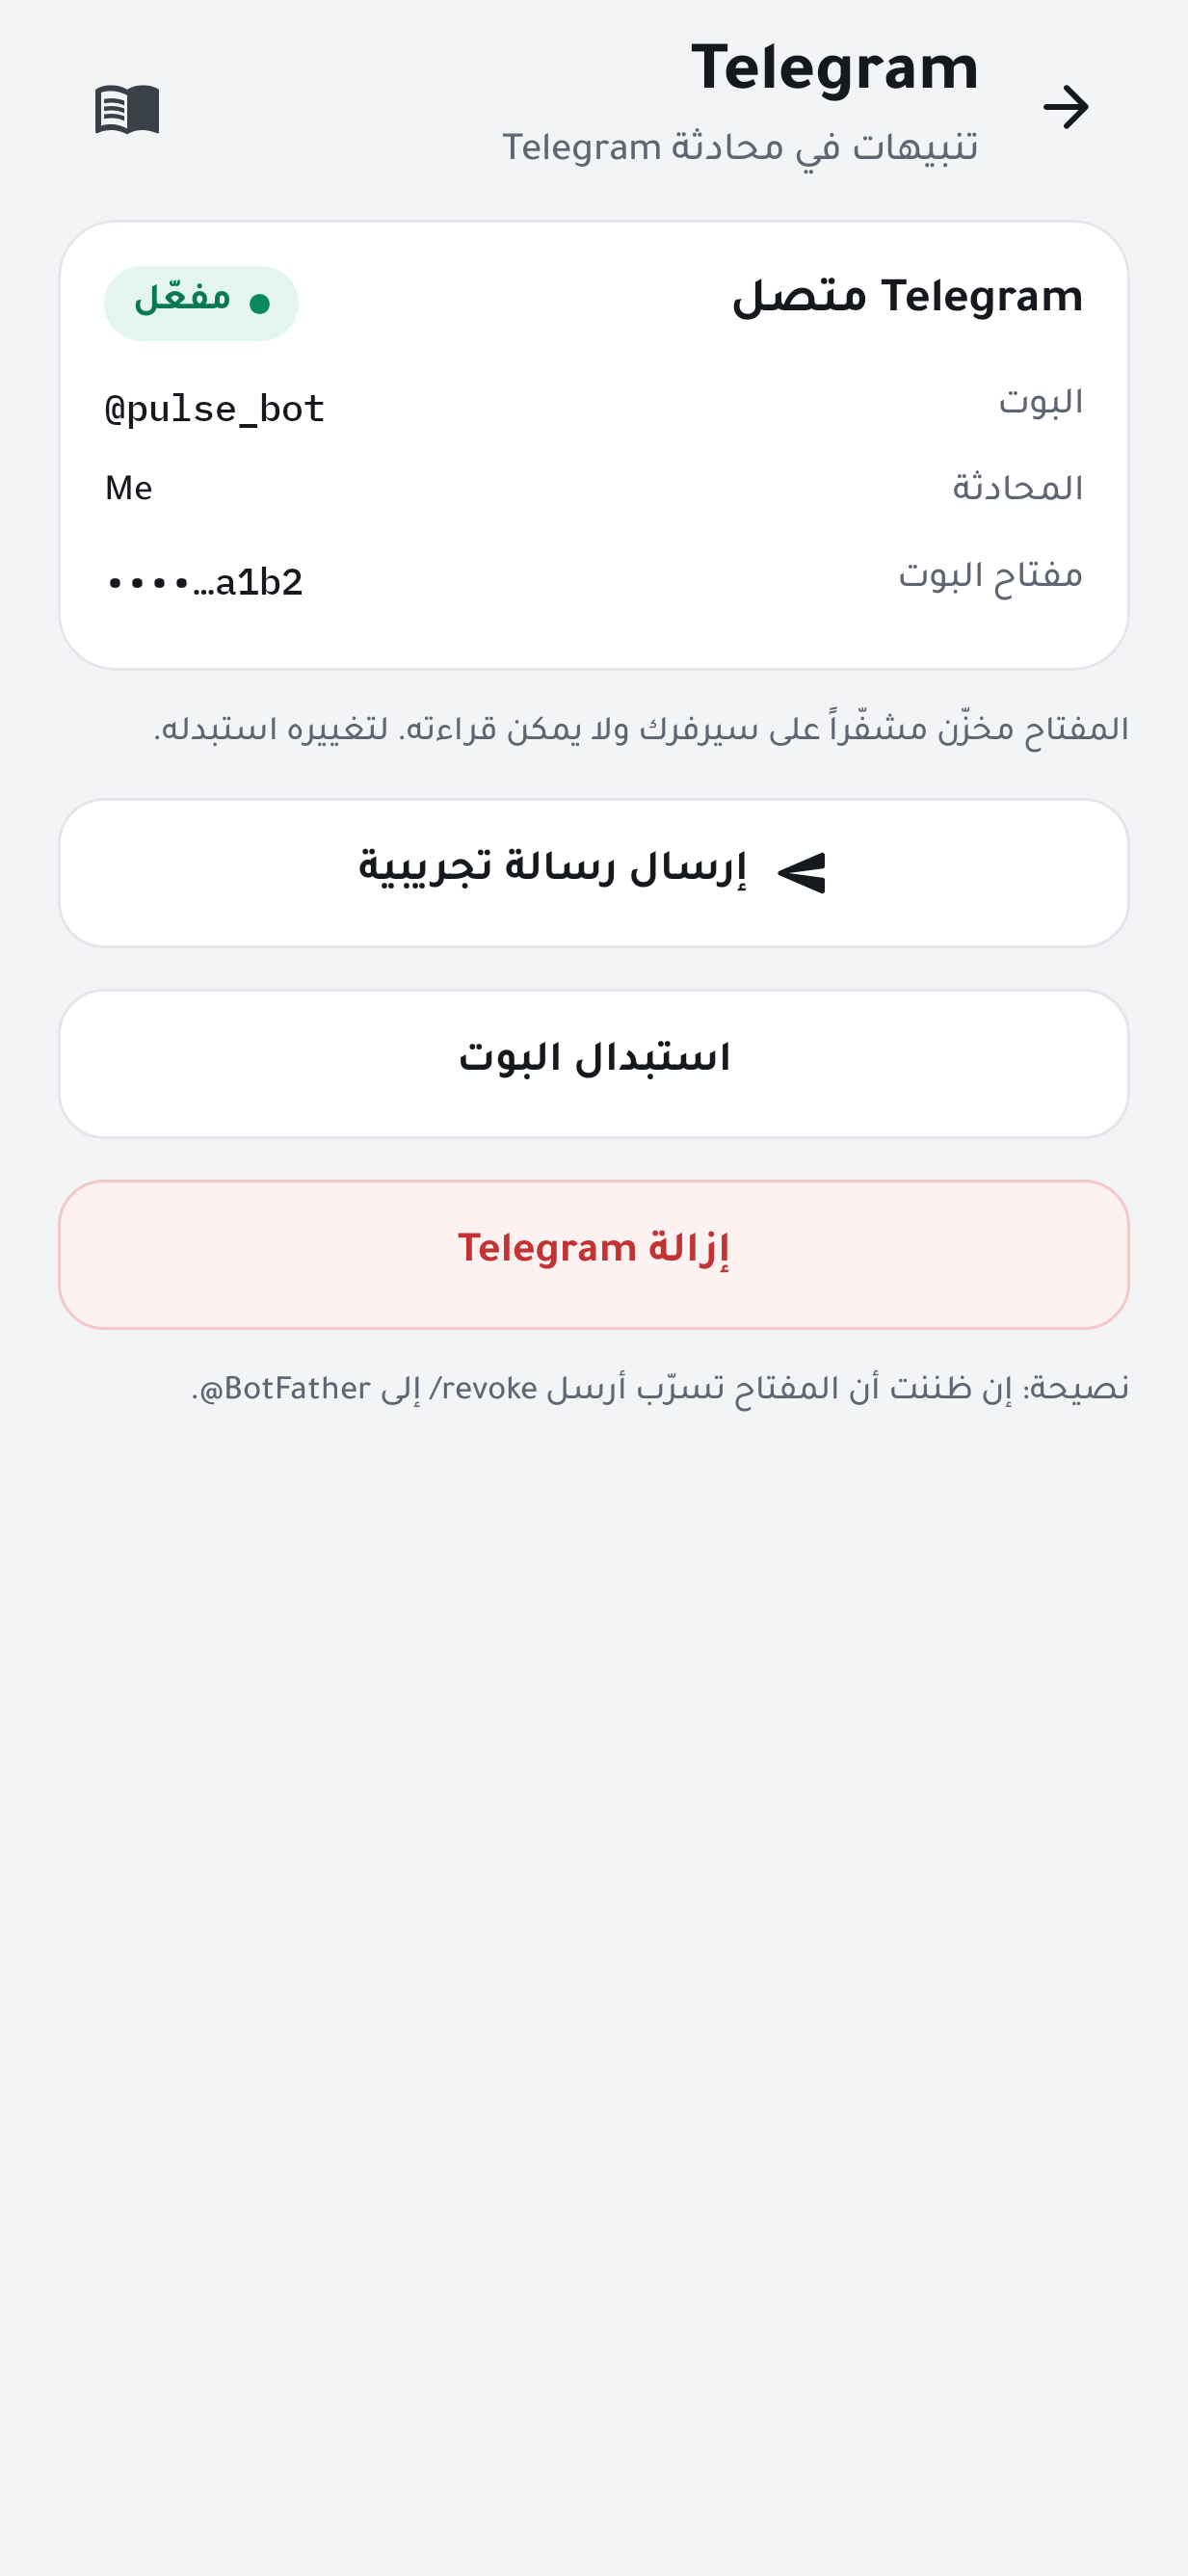 Telegram
تنبيهات في محادثة Telegram
Telegram متصل
مفعّل
البوت
@pulse_bot
المحادثة
Me
مفتاح البوت
••••…a1b2
المفتاح مخزّن مشفّراً على سيرفرك ولا يمكن قراءته. لتغييره استبدله.
إرسال رسالة تجريبية
استبدال البوت
إزالة Telegram
نصيحة: إن ظننت أن المفتاح تسرّب أرسل /revoke إلى @BotFather.